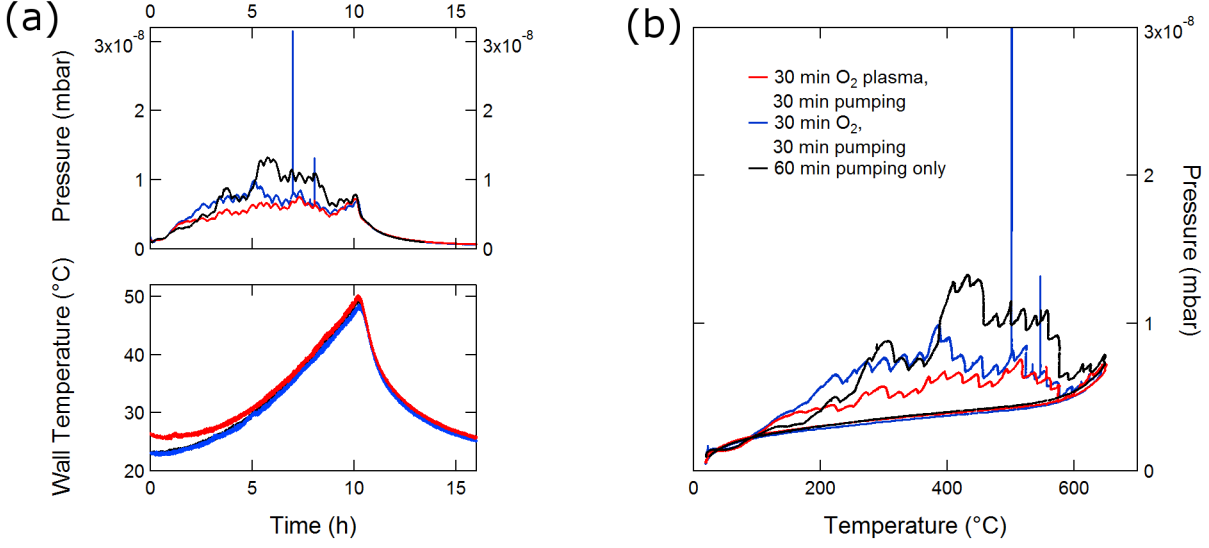 (a)
0 5 10 15
3x10⁻⁸
2
1
0
Pressure (mbar)
3x10⁻⁸
2
1
0
50
40
30
20
Wall Temperature (°C)
0 5 10 15
Time (h)
(b)
30 min O₂ plasma,
30 min pumping
30 min O₂,
30 min pumping
60 min pumping only
3x10⁻⁸
2
1
0
Pressure (mbar)
0 200 400 600
Temperature (°C)